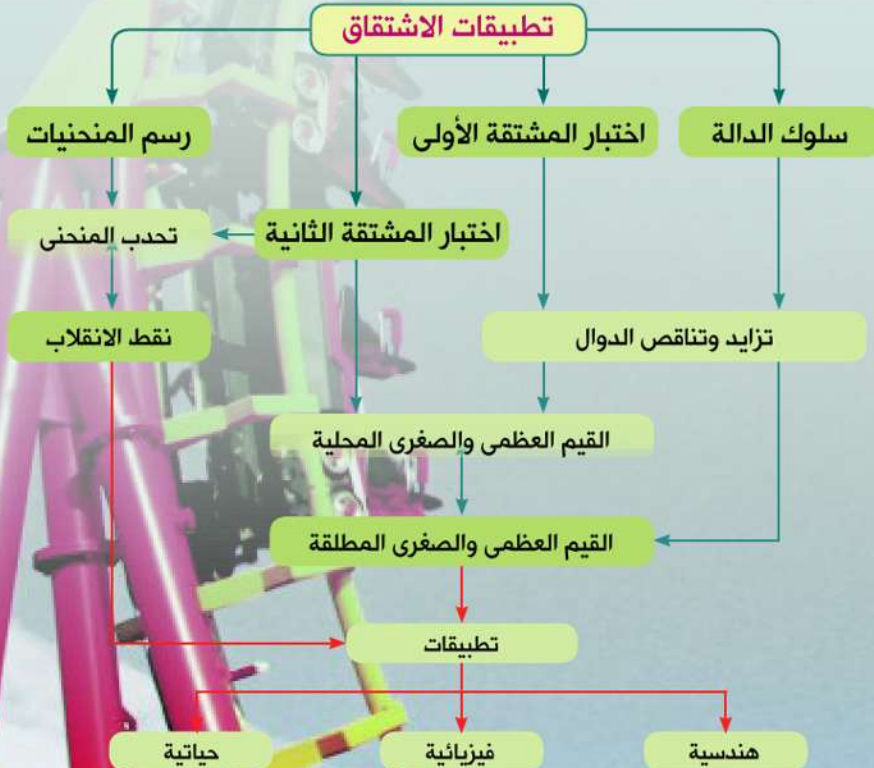 تطبيقات الاشتقاق
سلوك الدالة
اختبار المشتقة الأولى
رسم المنحنيات
اختبار المشتقة الثانية
تحدب المنحنى
تزايد وتناقص الدوال
نقط الانقلاب
القيم العظمى والصغرى المحلية
القيم العظمى والصغرى المطلقة
تطبيقات
هندسية
فيزيائية
حياتية